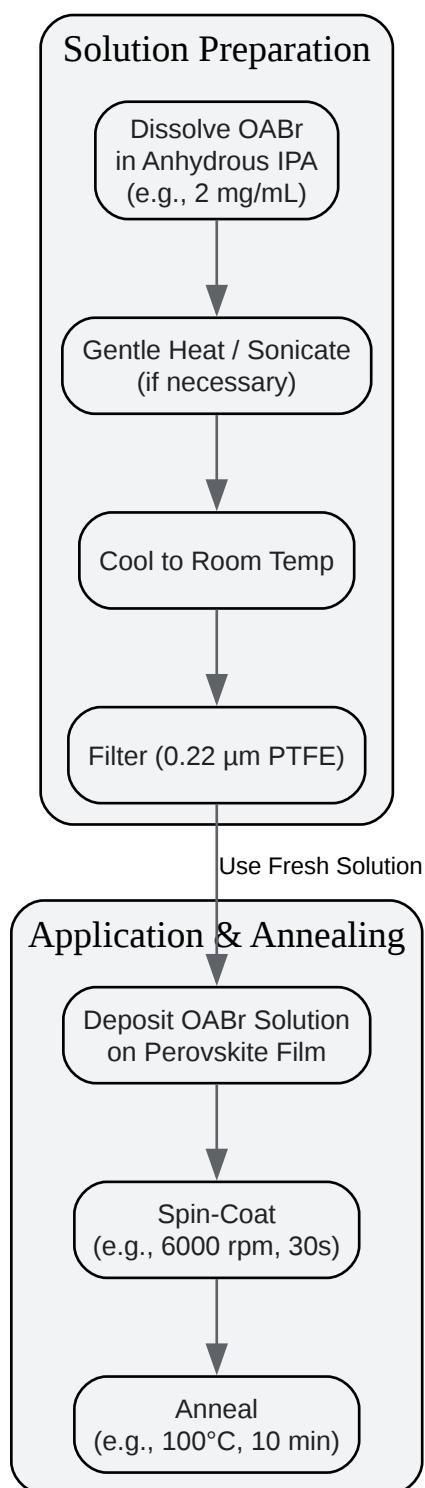 Solution Preparation
Dissolve OABr
in Anhydrous IPA
(e.g., 2 mg/mL)
Gentle Heat / Sonicate
(if necessary)
Cool to Room Temp
Filter (0.22 µm PTFE)
Use Fresh Solution
Application & Annealing
Deposit OABr Solution
on Perovskite Film
Spin-Coat
(e.g., 6000 rpm, 30s)
Anneal
(e.g., 100°C, 10 min)